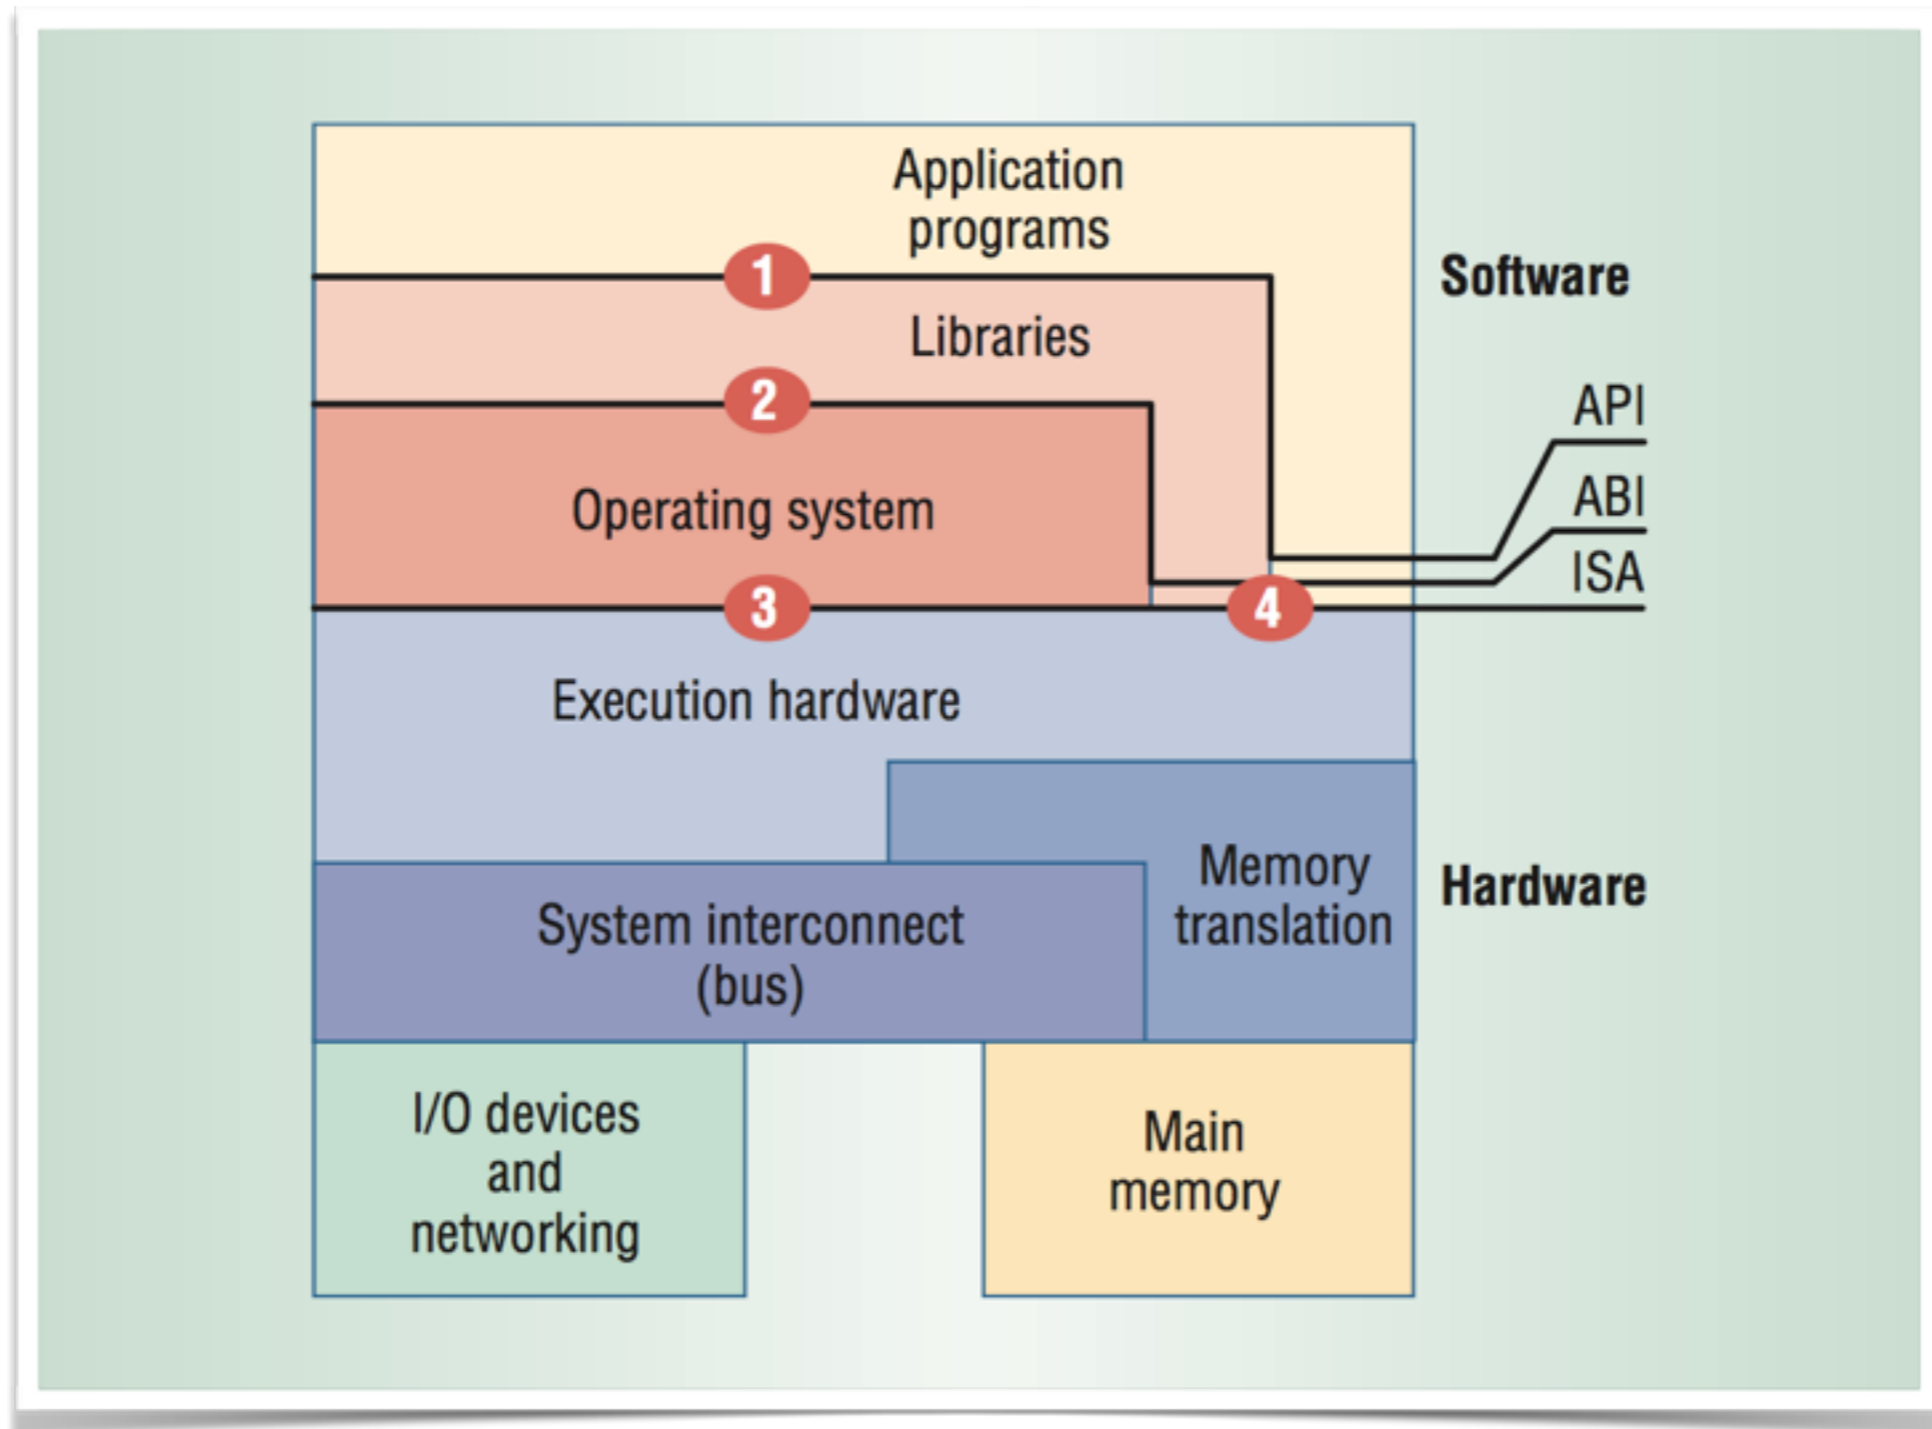 Application
programs
1
Software
Libraries
2
API
ABI
Operating system
ISA
3
4
Execution hardware
Memory
translation
Hardware
System interconnect
(bus)
I/O devices
and
networking
Main
memory